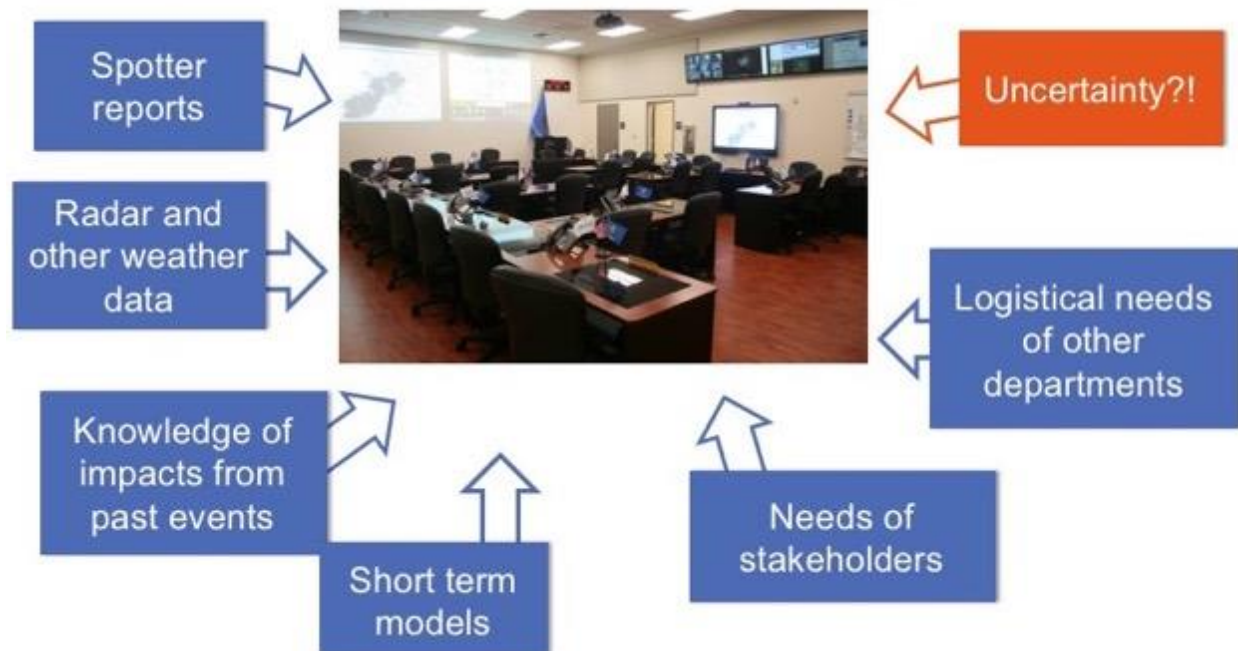 Spotter
reports
Uncertainty?!
Radar and
other weather
data
Logistical needs
of other
departments
Knowledge of
impacts from
past events
Short term
models
Needs of
stakeholders